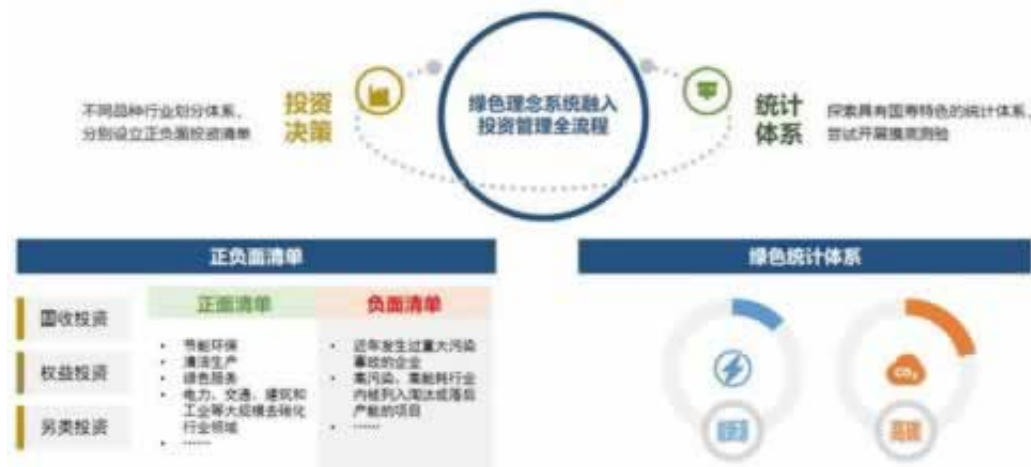 绿色理念系统融入
投资管理全流程
不同品种行业划分体系，
分别设立正负面投资清单
投资
决策
统计
体系
探索具有国寿特色的统计体系，
尝试开展摸底测验
正负面清单
正面清单
负面清单
固收投资
权益投资
另类投资
• 节能环保
• 清洁生产
• 绿色服务
• 电力、交通、建筑和
工业等大规模去碳化
行业领域
• ……
• 近年发生过重大污染
事故的企业
• 高污染、高能耗行业
内被列入淘汰或落后
产能的项目
• ……
绿色统计体系
CO₂
高碳